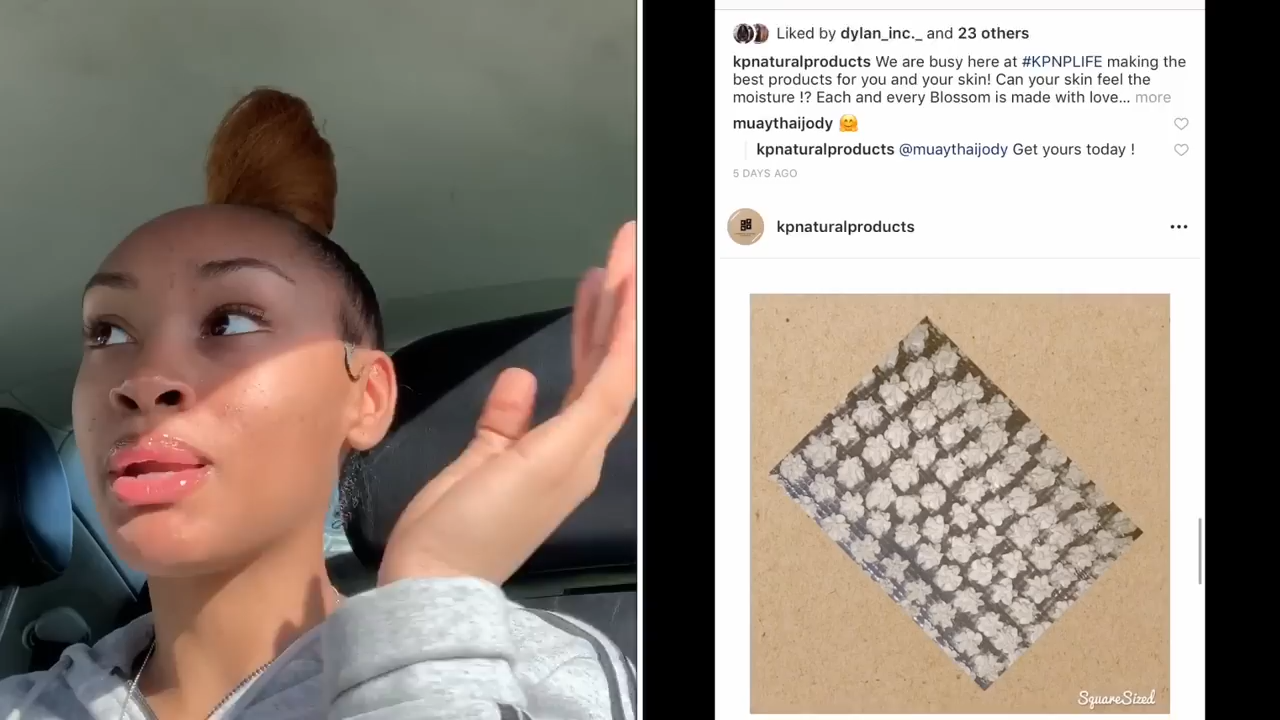 Liked by dylan_inc._ and 23 others
kpnaturalproducts We are busy here at #KPNPLIFE making the
best products for you and your skin! Can your skin feel the
moisture !? Each and every Blossom is made with love... more
muaythaijody 🤗
kpnaturalproducts @muaythaijody Get yours today !
5 DAYS AGO
kpnaturalproducts
SquareSized